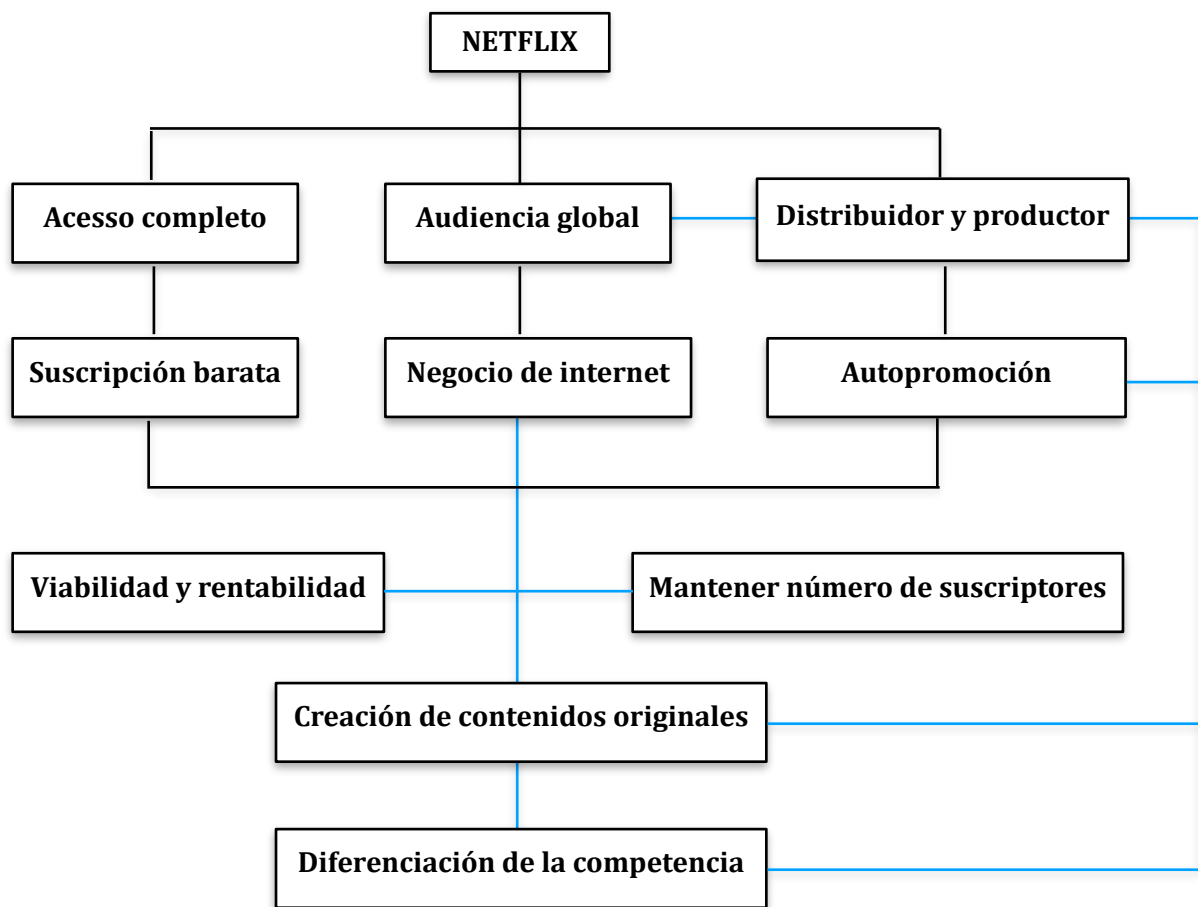 NETFLIX
Acesso completo
Audiencia global
Distribuidor y productor
Suscripción barata
Negocio de internet
Autopromoción
Viabilidad y rentabilidad
Mantener número de suscriptores
Creación de contenidos originales
Diferenciación de la competencia